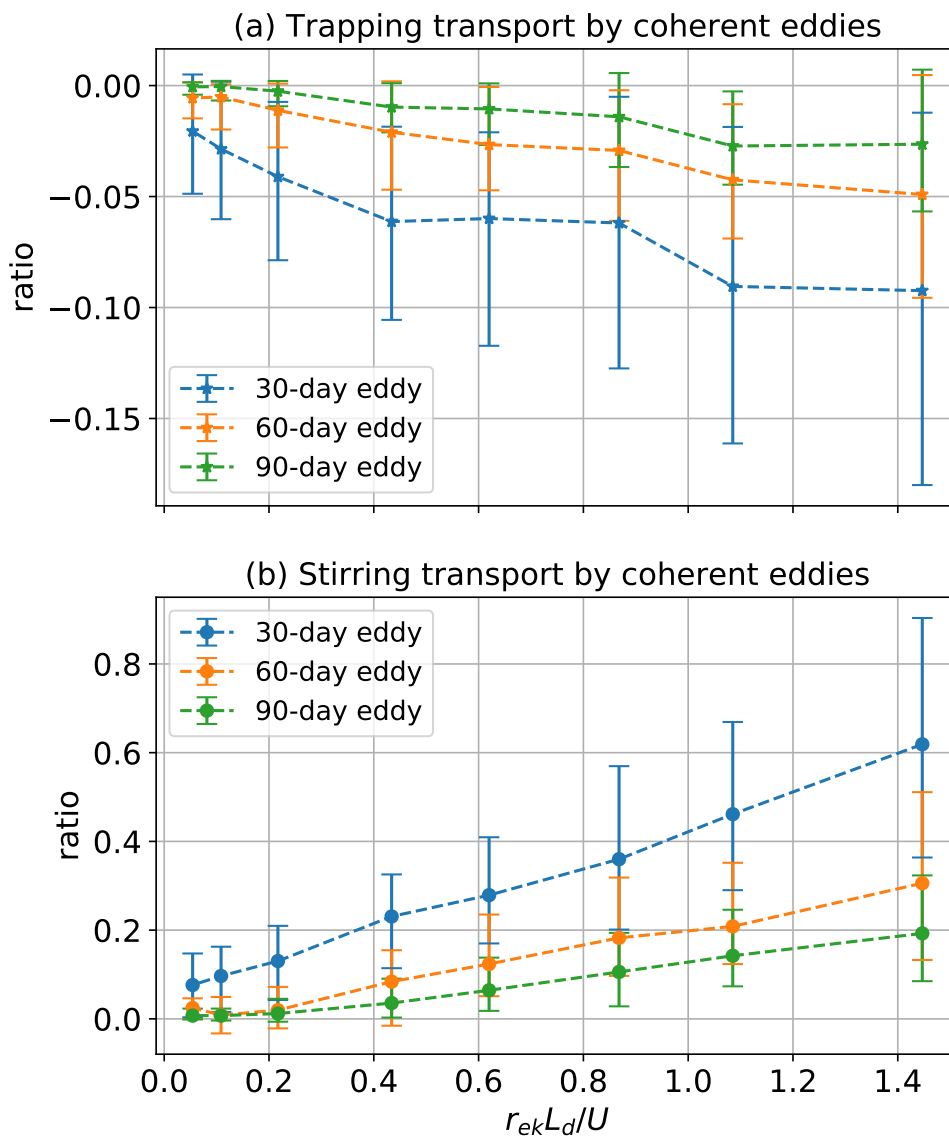 (a) Trapping transport by coherent eddies
0.00
−0.05
−0.10
−0.15
ratio
30-day eddy
60-day eddy
90-day eddy
(b) Stirring transport by coherent eddies
30-day eddy
60-day eddy
90-day eddy
0.8
0.6
0.4
0.2
0.0
ratio
0.0 0.2 0.4 0.6 0.8 1.0 1.2 1.4
r_{ek}L_d/U